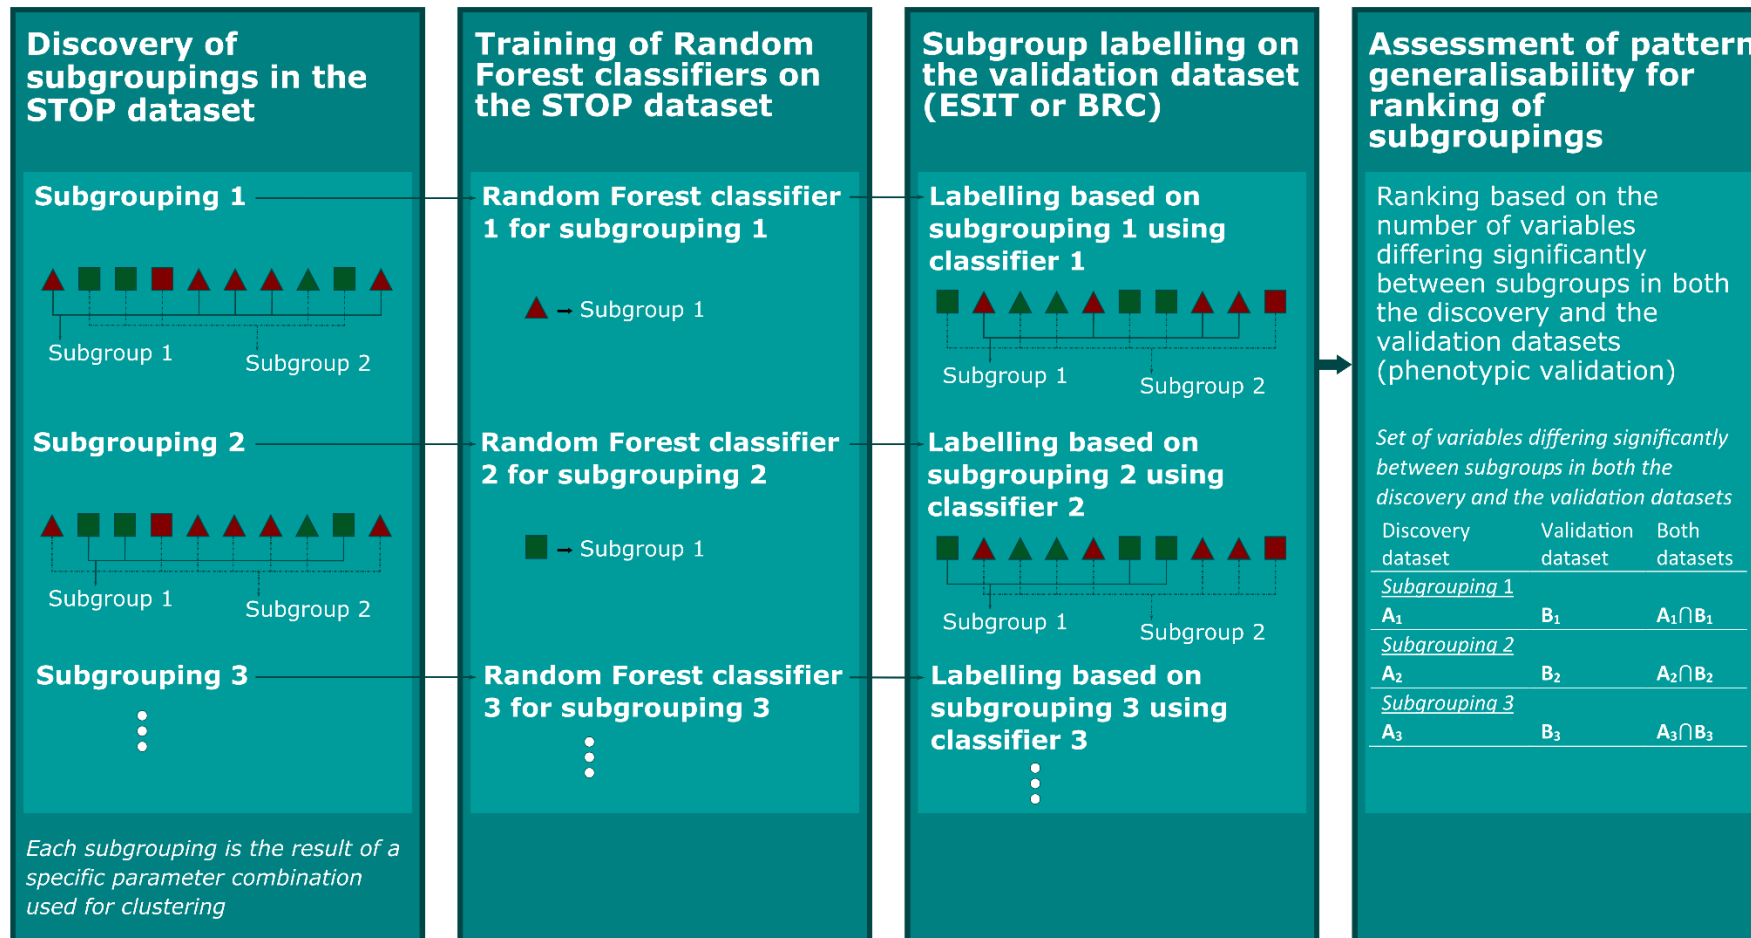 Discovery of
subgroupings in the
STOP dataset
Subgrouping 1
Subgroup 1
Subgroup 2
Subgrouping 2
Subgroup 1
Subgroup 2
Subgrouping 3
Each subgrouping is the result of a
specific parameter combination
used for clustering
Training of Random
Forest classifiers on
the STOP dataset
Random Forest classifier
1 for subgrouping 1
Subgroup 1
Random Forest classifier
2 for subgrouping 2
Subgroup 1
Random Forest classifier
3 for subgrouping 3
Subgroup labelling on
the validation dataset
(ESIT or BRC)
Labelling based on
subgrouping 1 using
classifier 1
Subgroup 1
Subgroup 2
Labelling based on
subgrouping 2 using
classifier 2
Subgroup 1
Subgroup 2
Labelling based on
subgrouping 3 using
classifier 3
Assessment of pattern
generalisability for
ranking of
subgroupings
Ranking based on the
number of variables
differing significantly
between subgroups in both
the discovery and the
validation datasets
(phenotypic validation)
Set of variables differing significantly
between subgroups in both the
discovery and the validation datasets
Discovery dataset Validation dataset Both datasets
Subgrouping 1
A₁ B₁ A₁∩B₁
Subgrouping 2
A₂ B₂ A₂∩B₂
Subgrouping 3
A₃ B₃ A₃∩B₃